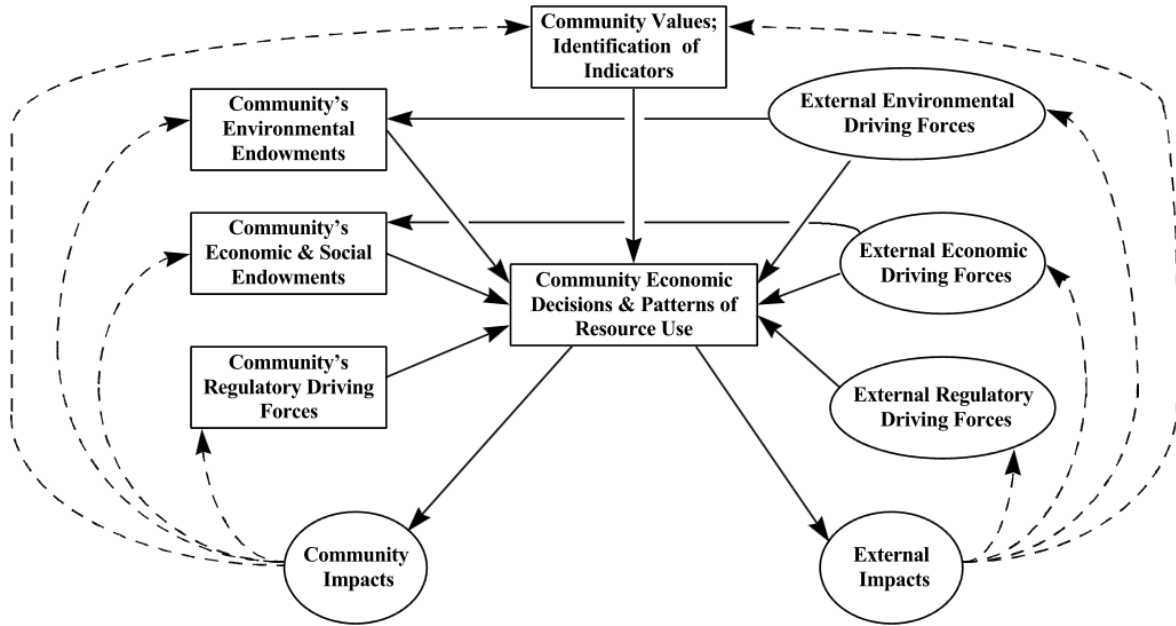 Community Values;
Identification of
Indicators
Community's
Environmental
Endowments
External Environmental
Driving Forces
Community's
Economic & Social
Endowments
External Economic
Driving Forces
Community Economic
Decisions & Patterns of
Resource Use
Community's
Regulatory Driving
Forces
External Regulatory
Driving Forces
Community
Impacts
External
Impacts